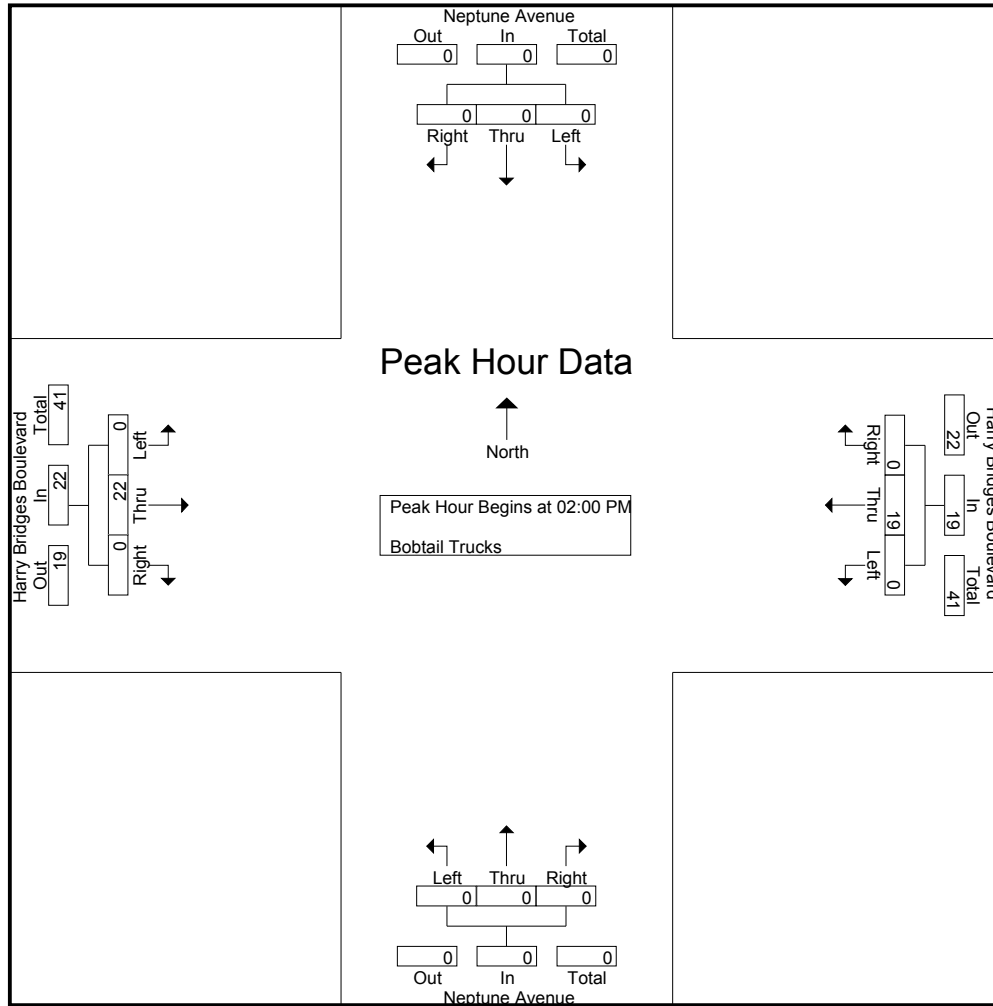 Neptune Avenue
Out In Total
0 0 0
0 0 0
Right Thru Left
Peak Hour Data
North
Peak Hour Begins at 02:00 PM
Bobtail Trucks
Harry Bridges Boulevard
Out In Total
19 22 41
0 22 0
Left Thru Right
Harry Bridges Boulevard
Out In Total
22 19 41
0 19 0
Right Thru Left
Left Thru Right
0 0 0
0 0 0
Out In Total
Neptune Avenue